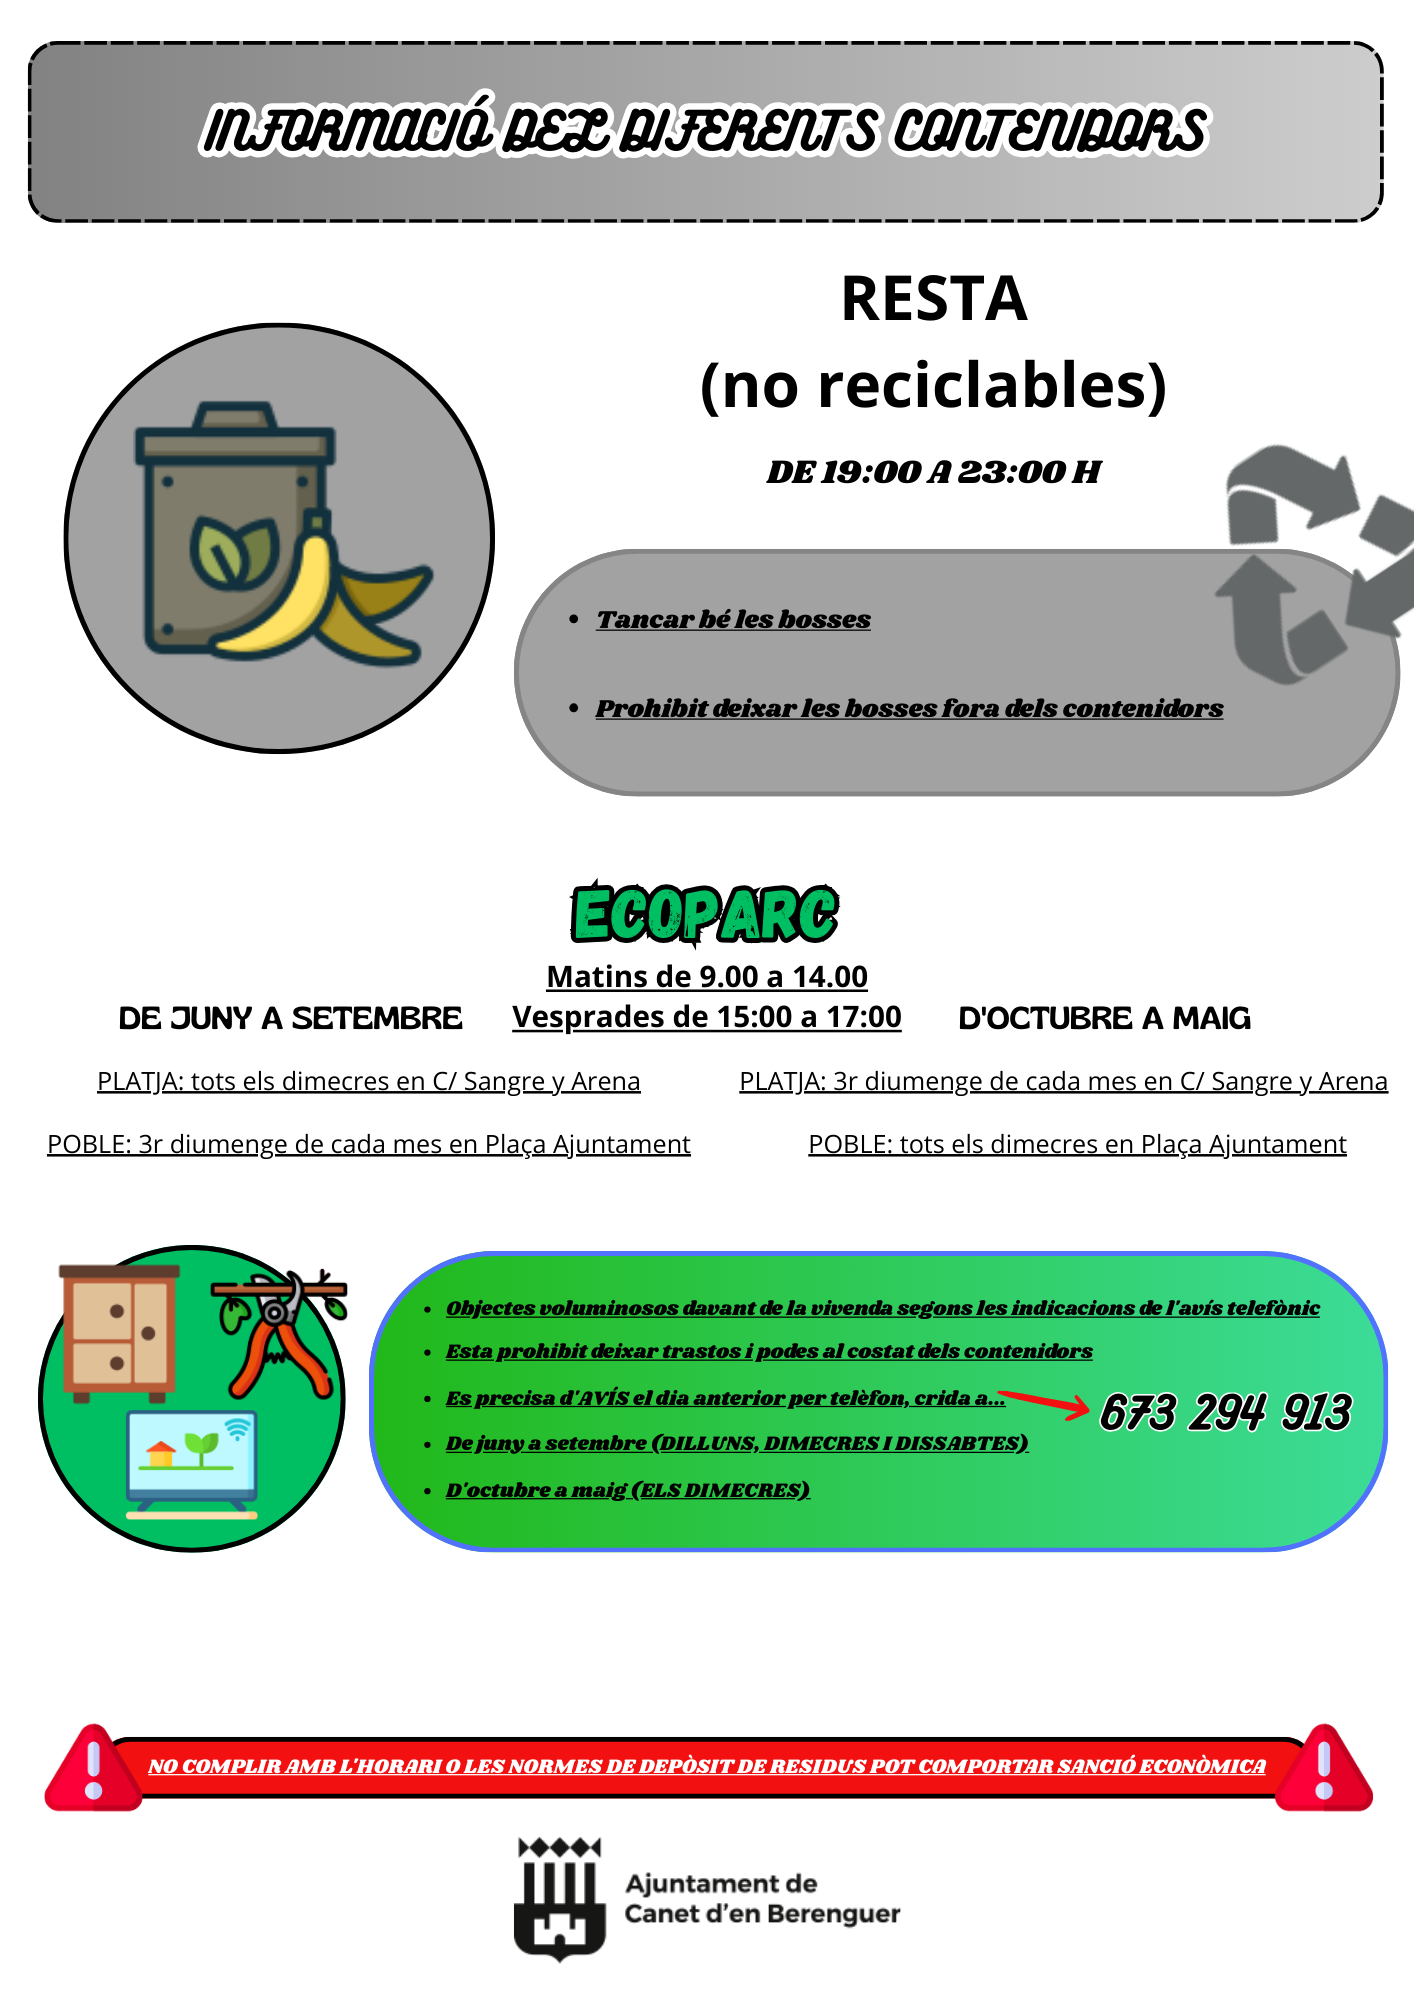 INFORMACIÓ DELS DIFERENTS CONTENIDORS
RESTA
(no reciclables)
DE 19:00 A 23:00 H
• Tancar bé les bosses
• Prohibit deixar les bosses fora dels contenidors
ECOPARC
Matins de 9.00 a 14.00
Vesprades de 15:00 a 17:00
DE JUNY A SETEMBRE
PLATJA: tots els dimecres en C/ Sangre y Arena
POBLE: 3r diumenge de cada mes en Plaça Ajuntament
D'OCTUBRE A MAIG
PLATJA: 3r diumenge de cada mes en C/ Sangre y Arena
POBLE: tots els dimecres en Plaça Ajuntament
• Objectes voluminosos davant de la vivenda segons les indicacions de l'avís telefònic
• Esta prohibit deixar trastos i podes al costat dels contenidors
• Es precisa d'AVÍS el dia anterior per telèfon, crida a...
673 294 913
• De juny a setembre (DILLUNS, DIMECRES I DISSABTES)
• D'octubre a maig (ELS DIMECRES)
NO COMPLIR AMB L'HORARI O LES NORMES DE DEPÒSIT DE RESIDUS POT COMPORTAR SANCIÓ ECONÒMICA
Ajuntament de
Canet d'en Berenguer